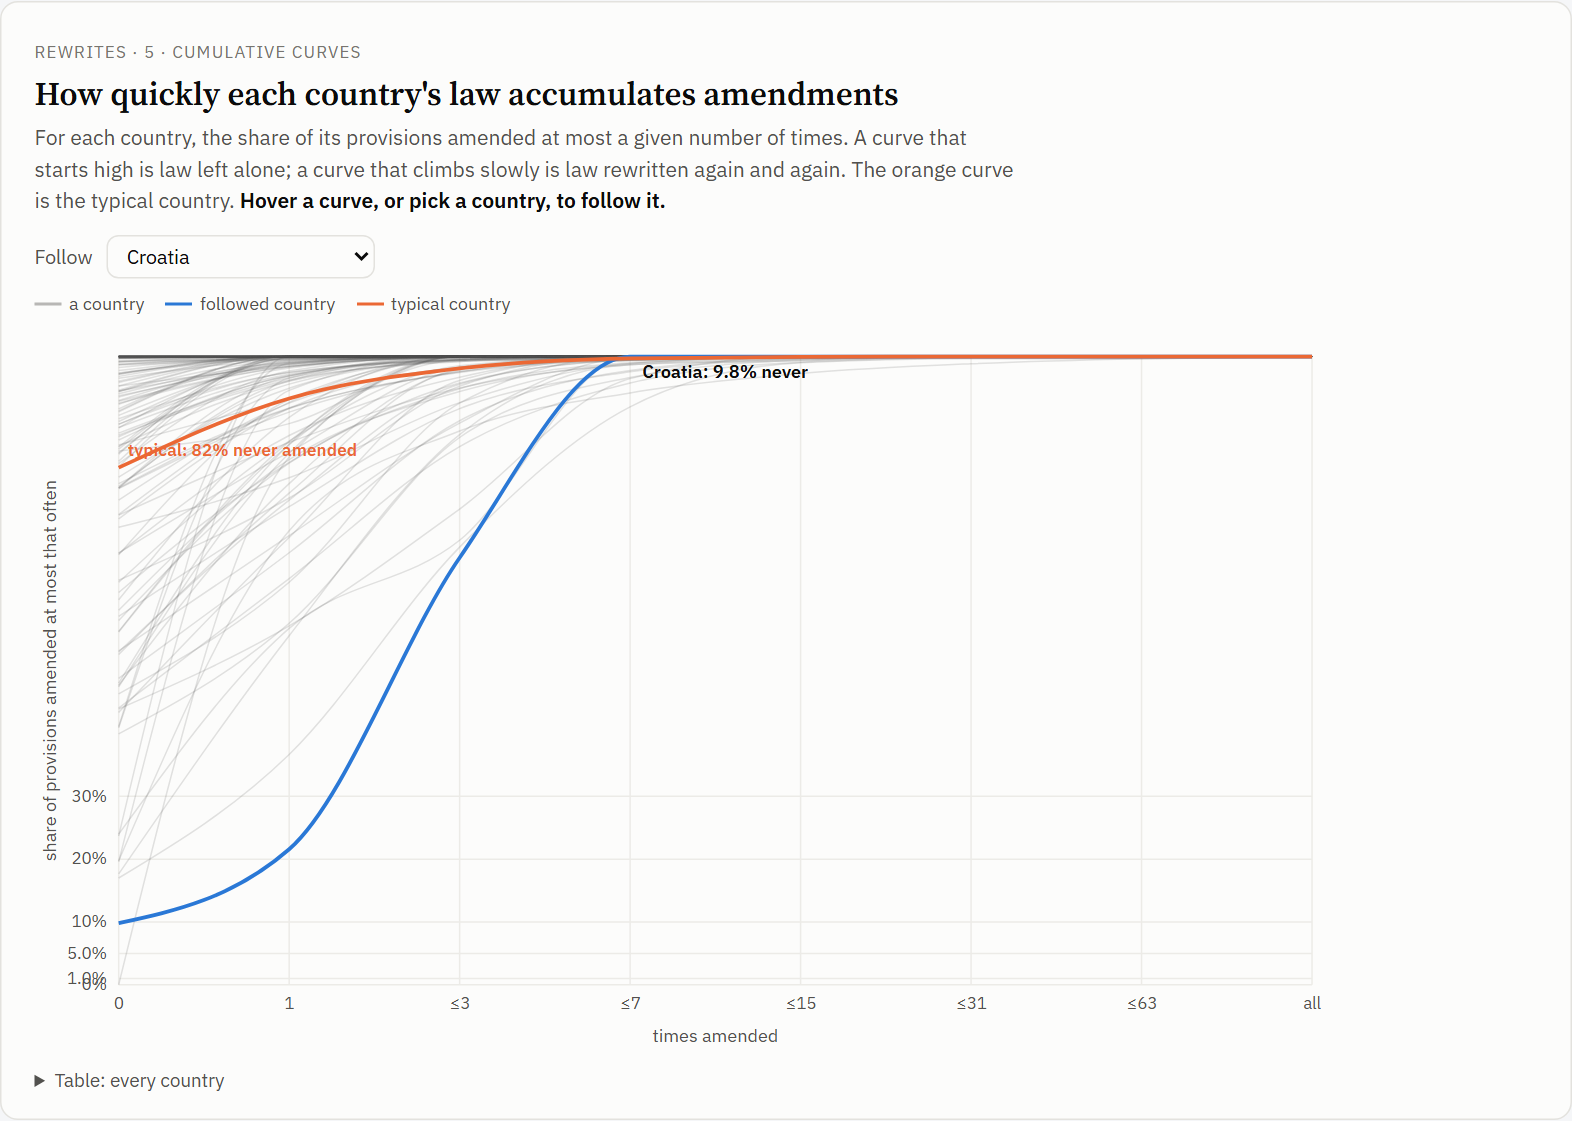 REWRITES · 5 · CUMULATIVE CURVES
How quickly each country's law accumulates amendments
For each country, the share of its provisions amended at most a given number of times. A curve that
starts high is law left alone; a curve that climbs slowly is law rewritten again and again. The orange curve
is the typical country. Hover a curve, or pick a country, to follow it.
Follow Croatia
a country followed country typical country
Croatia: 9.8% never
typical: 82% never amended
share of provisions amended at most that often
30%
20%
10%
5.0%
1.0%
0%
0 1 ≤3 ≤7 ≤15 ≤31 ≤63 all
times amended
Table: every country